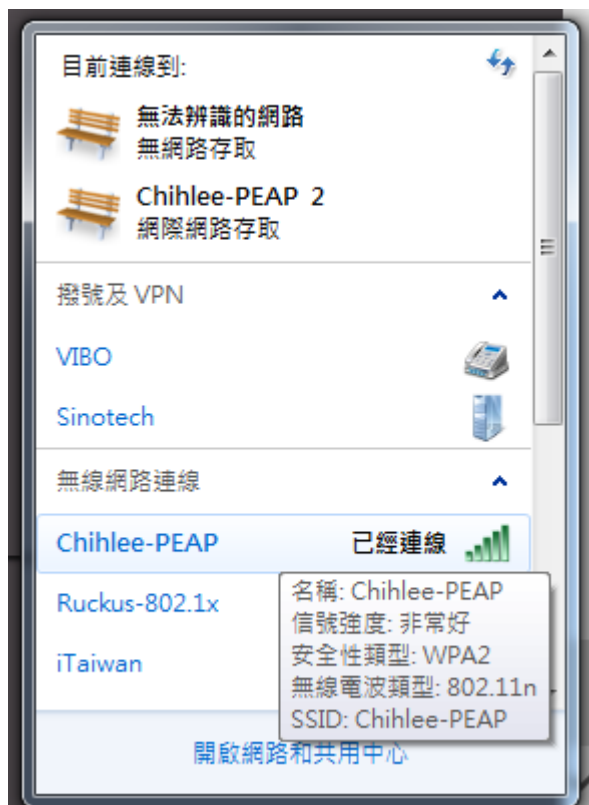 目前連線到:
無法辨識的網路
無網路存取
Chihlee-PEAP 2
網際網路存取
撥號及 VPN
VIBO
Sinotech
無線網路連線
Chihlee-PEAP 已經連線
Ruckus-802.1x
iTaiwan
名稱: Chihlee-PEAP
信號強度: 非常好
安全性類型: WPA2
無線電波類型: 802.11n
SSID: Chihlee-PEAP
開啟網路和共用中心